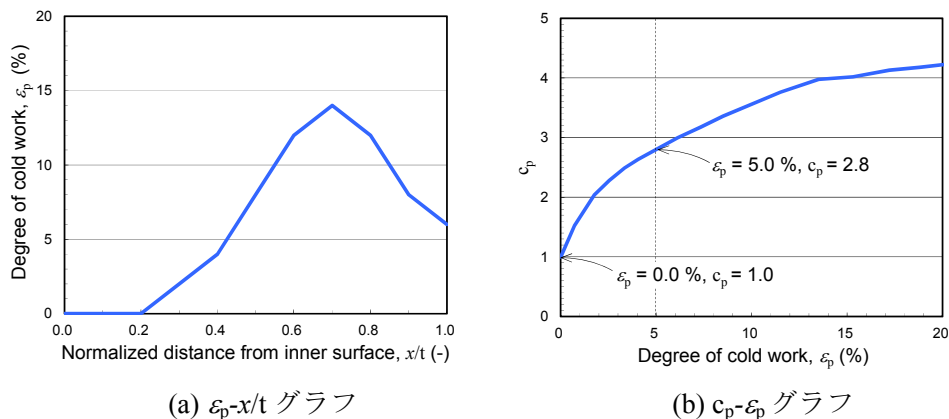 20
15
10
5
0
Degree of cold work, εp (%)
0.0 0.2 0.4 0.6 0.8 1.0
Normalized distance from inner surface, x/t (-)
(a) εp-x/t グラフ
5
4
3
2
1
0
cp
εp = 5.0 %, cp = 2.8
εp = 0.0 %, cp = 1.0
0 5 10 15 20
Degree of cold work, εp (%)
(b) cp-εp グラフ